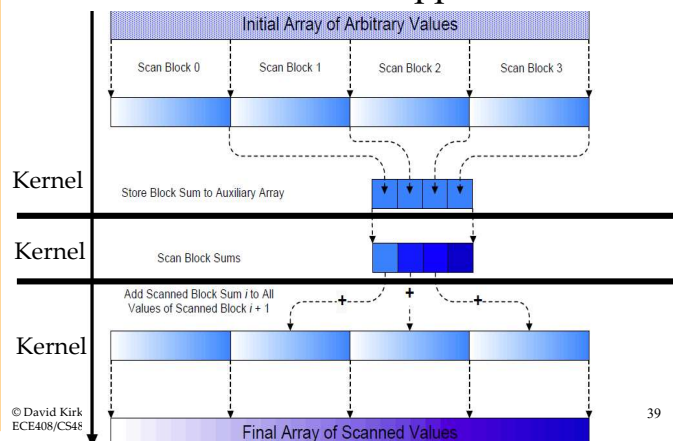 Initial Array of Arbitrary Values
Scan Block 0 Scan Block 1 Scan Block 2 Scan Block 3
Kernel
Store Block Sum to Auxiliary Array
Kernel
Scan Block Sums
Add Scanned Block Sum i to All
Values of Scanned Block i + 1
+ + +
Kernel
© David Kirk
ECE408/CS48
39
Final Array of Scanned Values